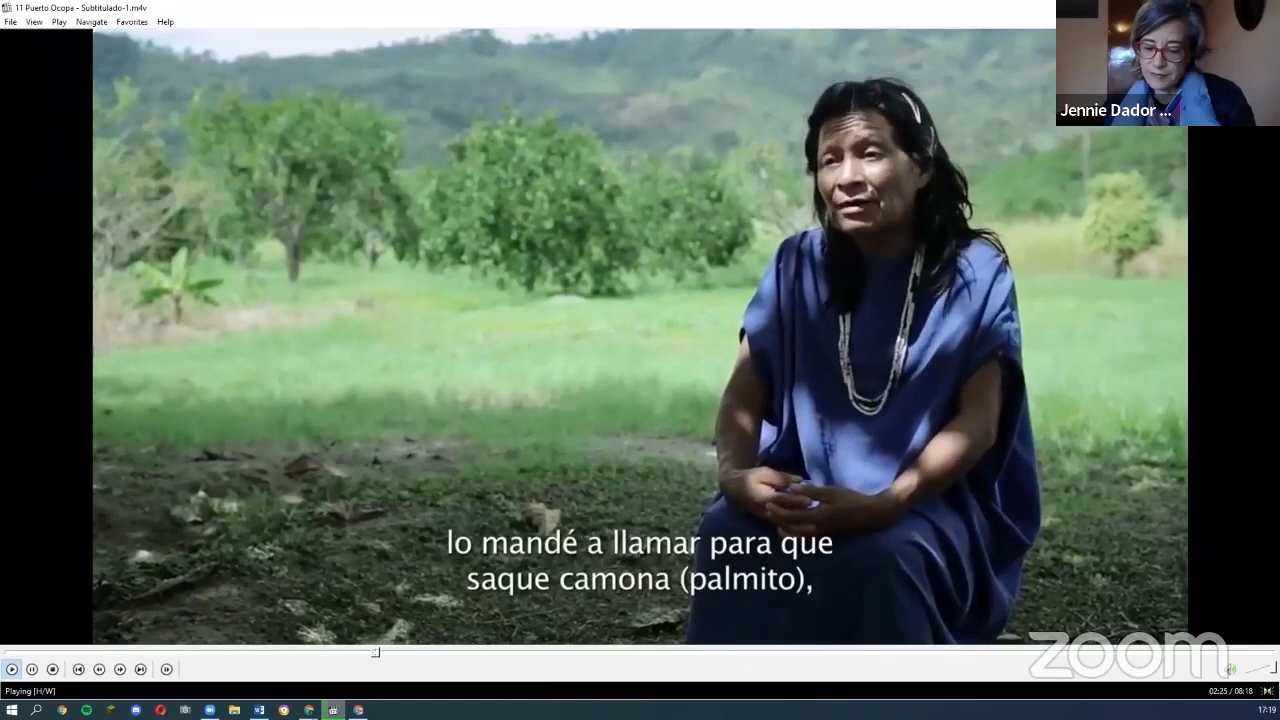 11 Puerto Ocopa - Subtitulado-1.m4v
File View Play Navigate Favorites Help
Jennie Dador ...
lo mandé a llamar para que
saque camona (palmito),
zoom
Playing [H/W]
02:25 / 08:18
17:19